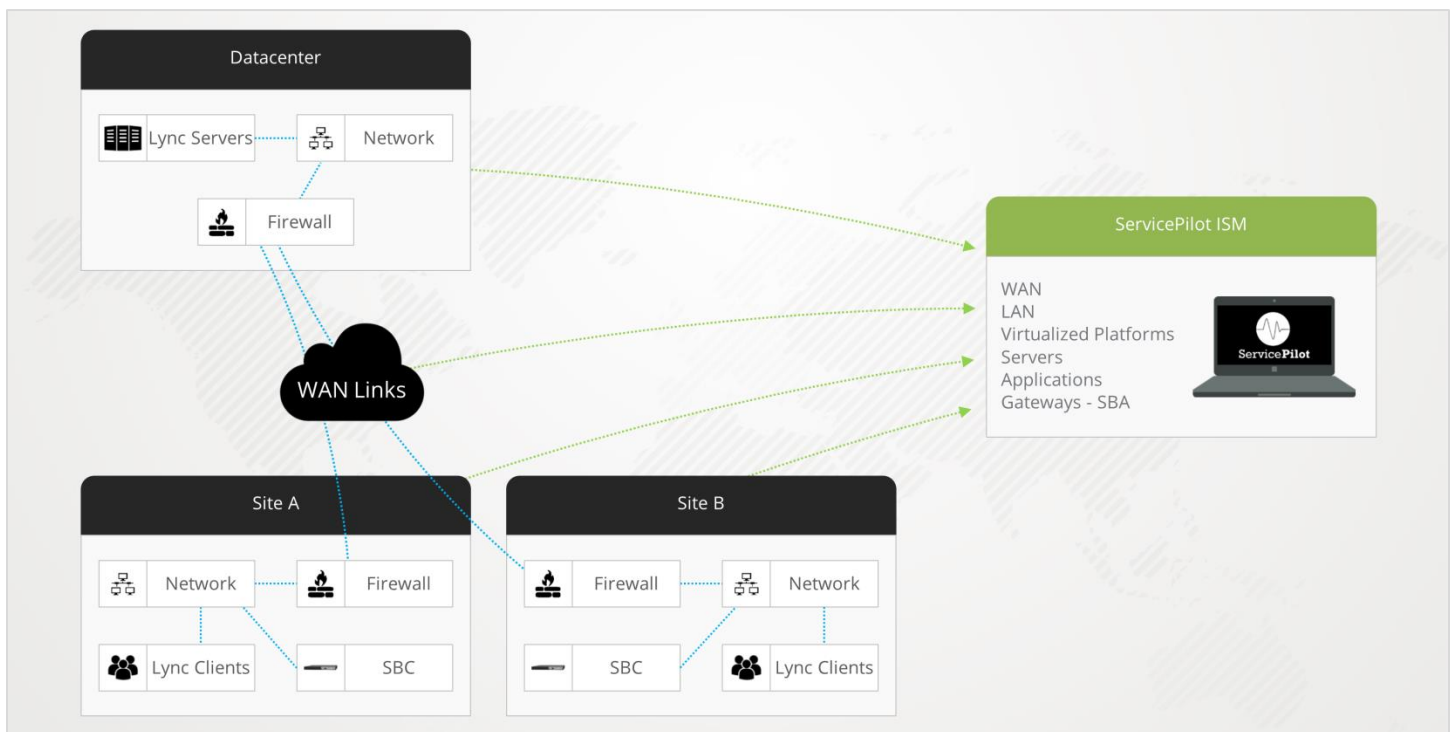 Datacenter
Lync Servers
Network
Firewall
ServicePilot ISM
WAN
LAN
Virtualized Platforms
Servers
Applications
Gateways - SBA
ServicePilot
WAN Links
Site A
Network
Firewall
Lync Clients
SBC
Site B
Firewall
Network
SBC
Lync Clients